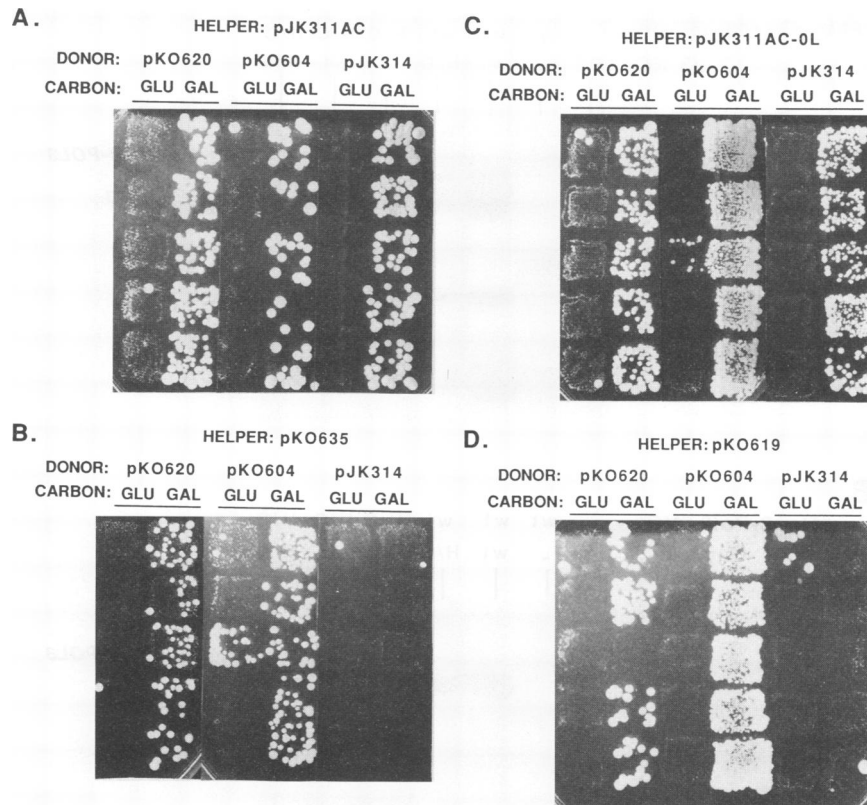 A.
HELPER: pJK311AC
DONOR: pKO620 pKO604 pJK314
CARBON: GLU GAL GLU GAL GLU GAL
C.
HELPER: pJK311AC-0L
DONOR: pKO620 pKO604 pJK314
CARBON: GLU GAL GLU GAL GLU GAL
B.
HELPER: pKO635
DONOR: pKO620 pKO604 pJK314
CARBON: GLU GAL GLU GAL GLU GAL
D.
HELPER: pKO619
DONOR: pKO620 pKO604 pJK314
CARBON: GLU GAL GLU GAL GLU GAL